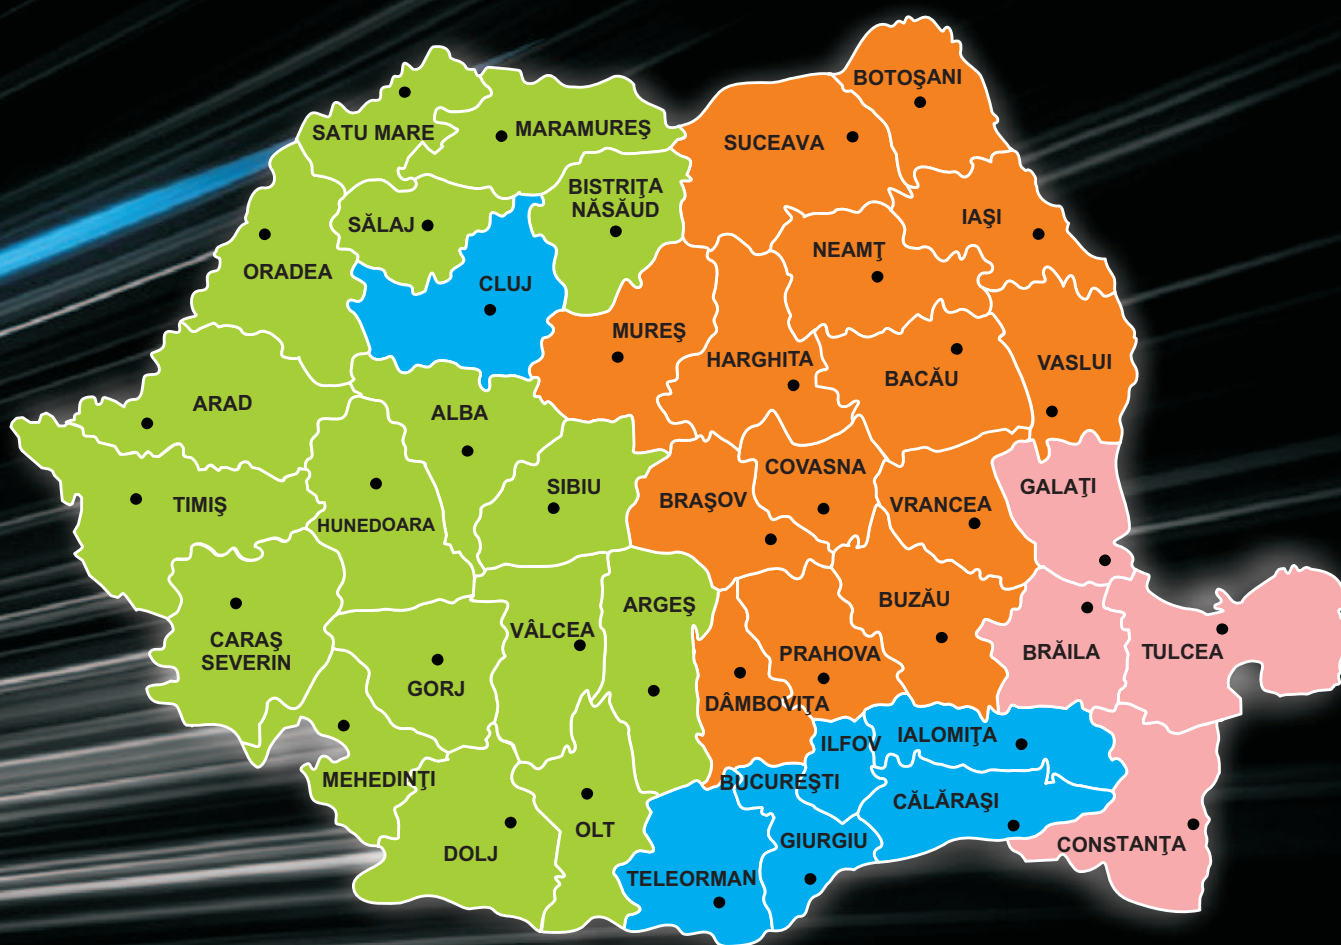 BOTOŞANI
SATU MARE
MARAMUREŞ
SUCEAVA
BISTRIŢA
NĂSĂUD
SĂLAJ
IAŞI
ORADEA
NEAMŢ
CLUJ
MUREŞ
HARGHITA
BACĂU
VASLUI
ARAD
ALBA
COVASNA
SIBIU
GALAŢI
BRAŞOV
TIMIŞ
VRANCEA
HUNEDOARA
ARGEŞ
BUZĂU
VÂLCEA
CARAŞ
SEVERIN
PRAHOVA
BRĂILA
TULCEA
GORJ
DÂMBOVIŢA
ILFOV
IALOMIŢA
MEHEDINŢI
BUCUREŞTI
CĂLĂRAŞI
OLT
GIURGIU
CONSTANŢA
DOLJ
TELEORMAN